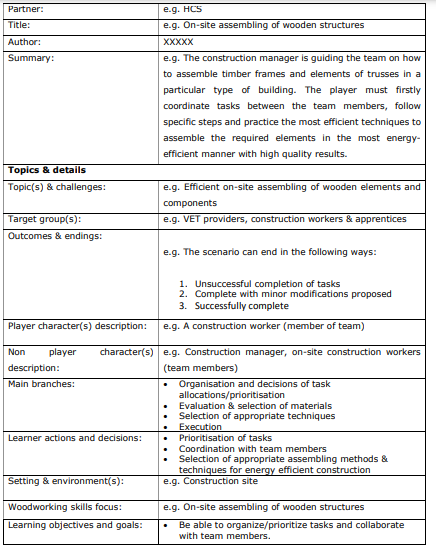 Partner: e.g. HCS
Title: e.g. On-site assembling of wooden structures
Author: XXXXX
Summary: e.g. The construction manager is guiding the team on how
to assemble timber frames and elements of trusses in a
particular type of building. The player must firstly
coordinate tasks between the team members, follow
specific steps and practice the most efficient techniques to
assemble the required elements in the most energy-
efficient manner with high quality results.
Topics & details
Topic(s) & challenges: e.g. Efficient on-site assembling of wooden elements and
components
Target group(s): e.g. VET providers, construction workers & apprentices
Outcomes & endings:
e.g. The scenario can end in the following ways:
1. Unsuccessful completion of tasks
2. Complete with minor modifications proposed
3. Successfully complete
Player character(s) description: e.g. A construction worker (member of team)
Non player character(s) e.g. Construction manager, on-site construction workers
description: (team members)
Main branches: • Organisation and decisions of task
allocations/prioritisation
• Evaluation & selection of materials
• Selection of appropriate techniques
• Execution
Learner actions and decisions: • Prioritisation of tasks
• Coordination with team members
• Selection of appropriate assembling methods &
techniques for energy efficient construction
Setting & environment(s): e.g. Construction site
Woodworking skills focus: e.g. On-site assembling of wooden structures
Learning objectives and goals: • Be able to organize/prioritize tasks and collaborate
with team members.